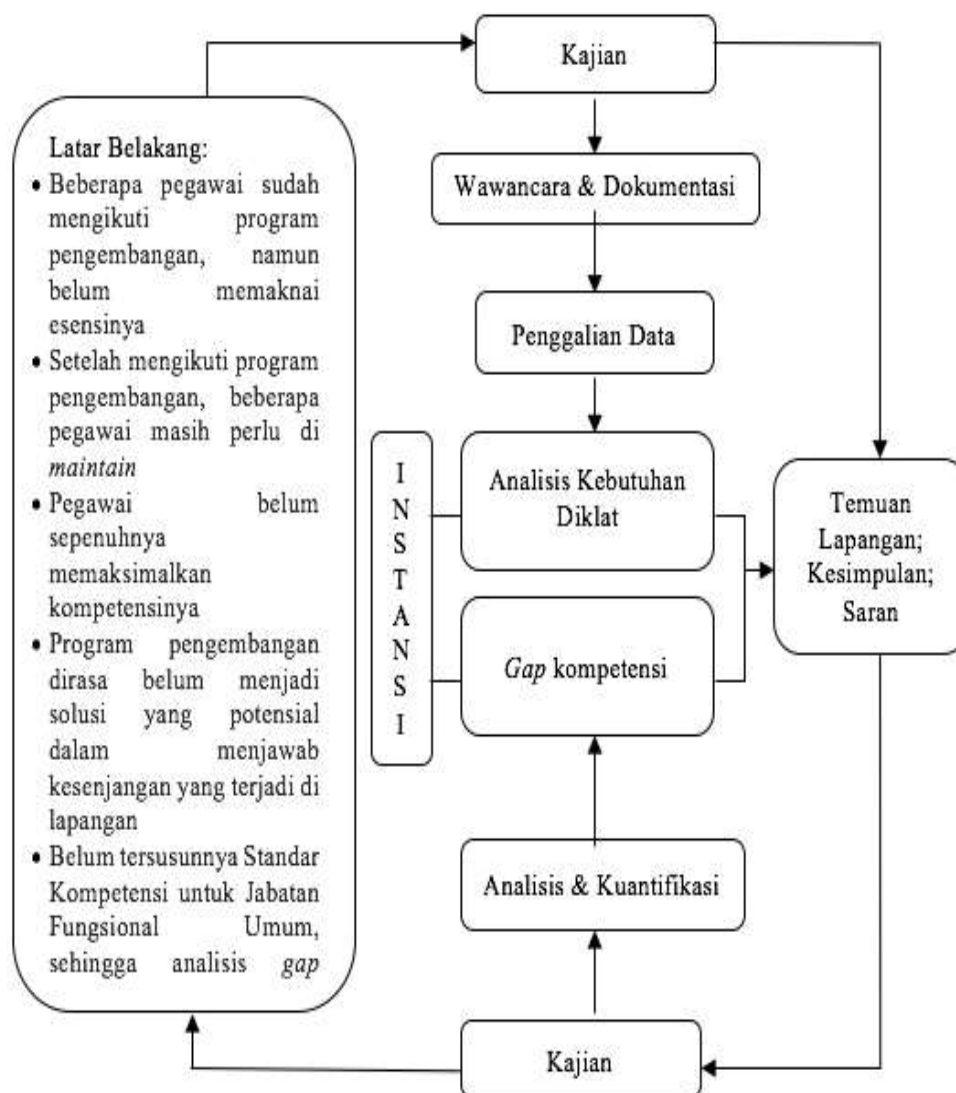 Kajian
Latar Belakang:
• Beberapa pegawai sudah
mengikuti program
pengembangan, namun
belum memaknai
esensinya
• Setelah mengikuti program
pengembangan, beberapa
pegawai masih perlu di
maintain
• Pegawai belum
sepenuhnya
memaksimalkan
kompetensinya
• Program pengembangan
dirasa belum menjadi
solusi yang potensial
dalam menjawab
kesenjangan yang terjadi di
lapangan
• Belum tersusunnya Standar
Kompetensi untuk Jabatan
Fungsional Umum,
sehingga analisis gap
Wawancara & Dokumentasi
Penggalian Data
I
N
S
T
A
N
S
I
Analisis Kebutuhan
Diklat
Gap kompetensi
Temuan
Lapangan;
Kesimpulan;
Saran
Analisis & Kuantifikasi
Kajian